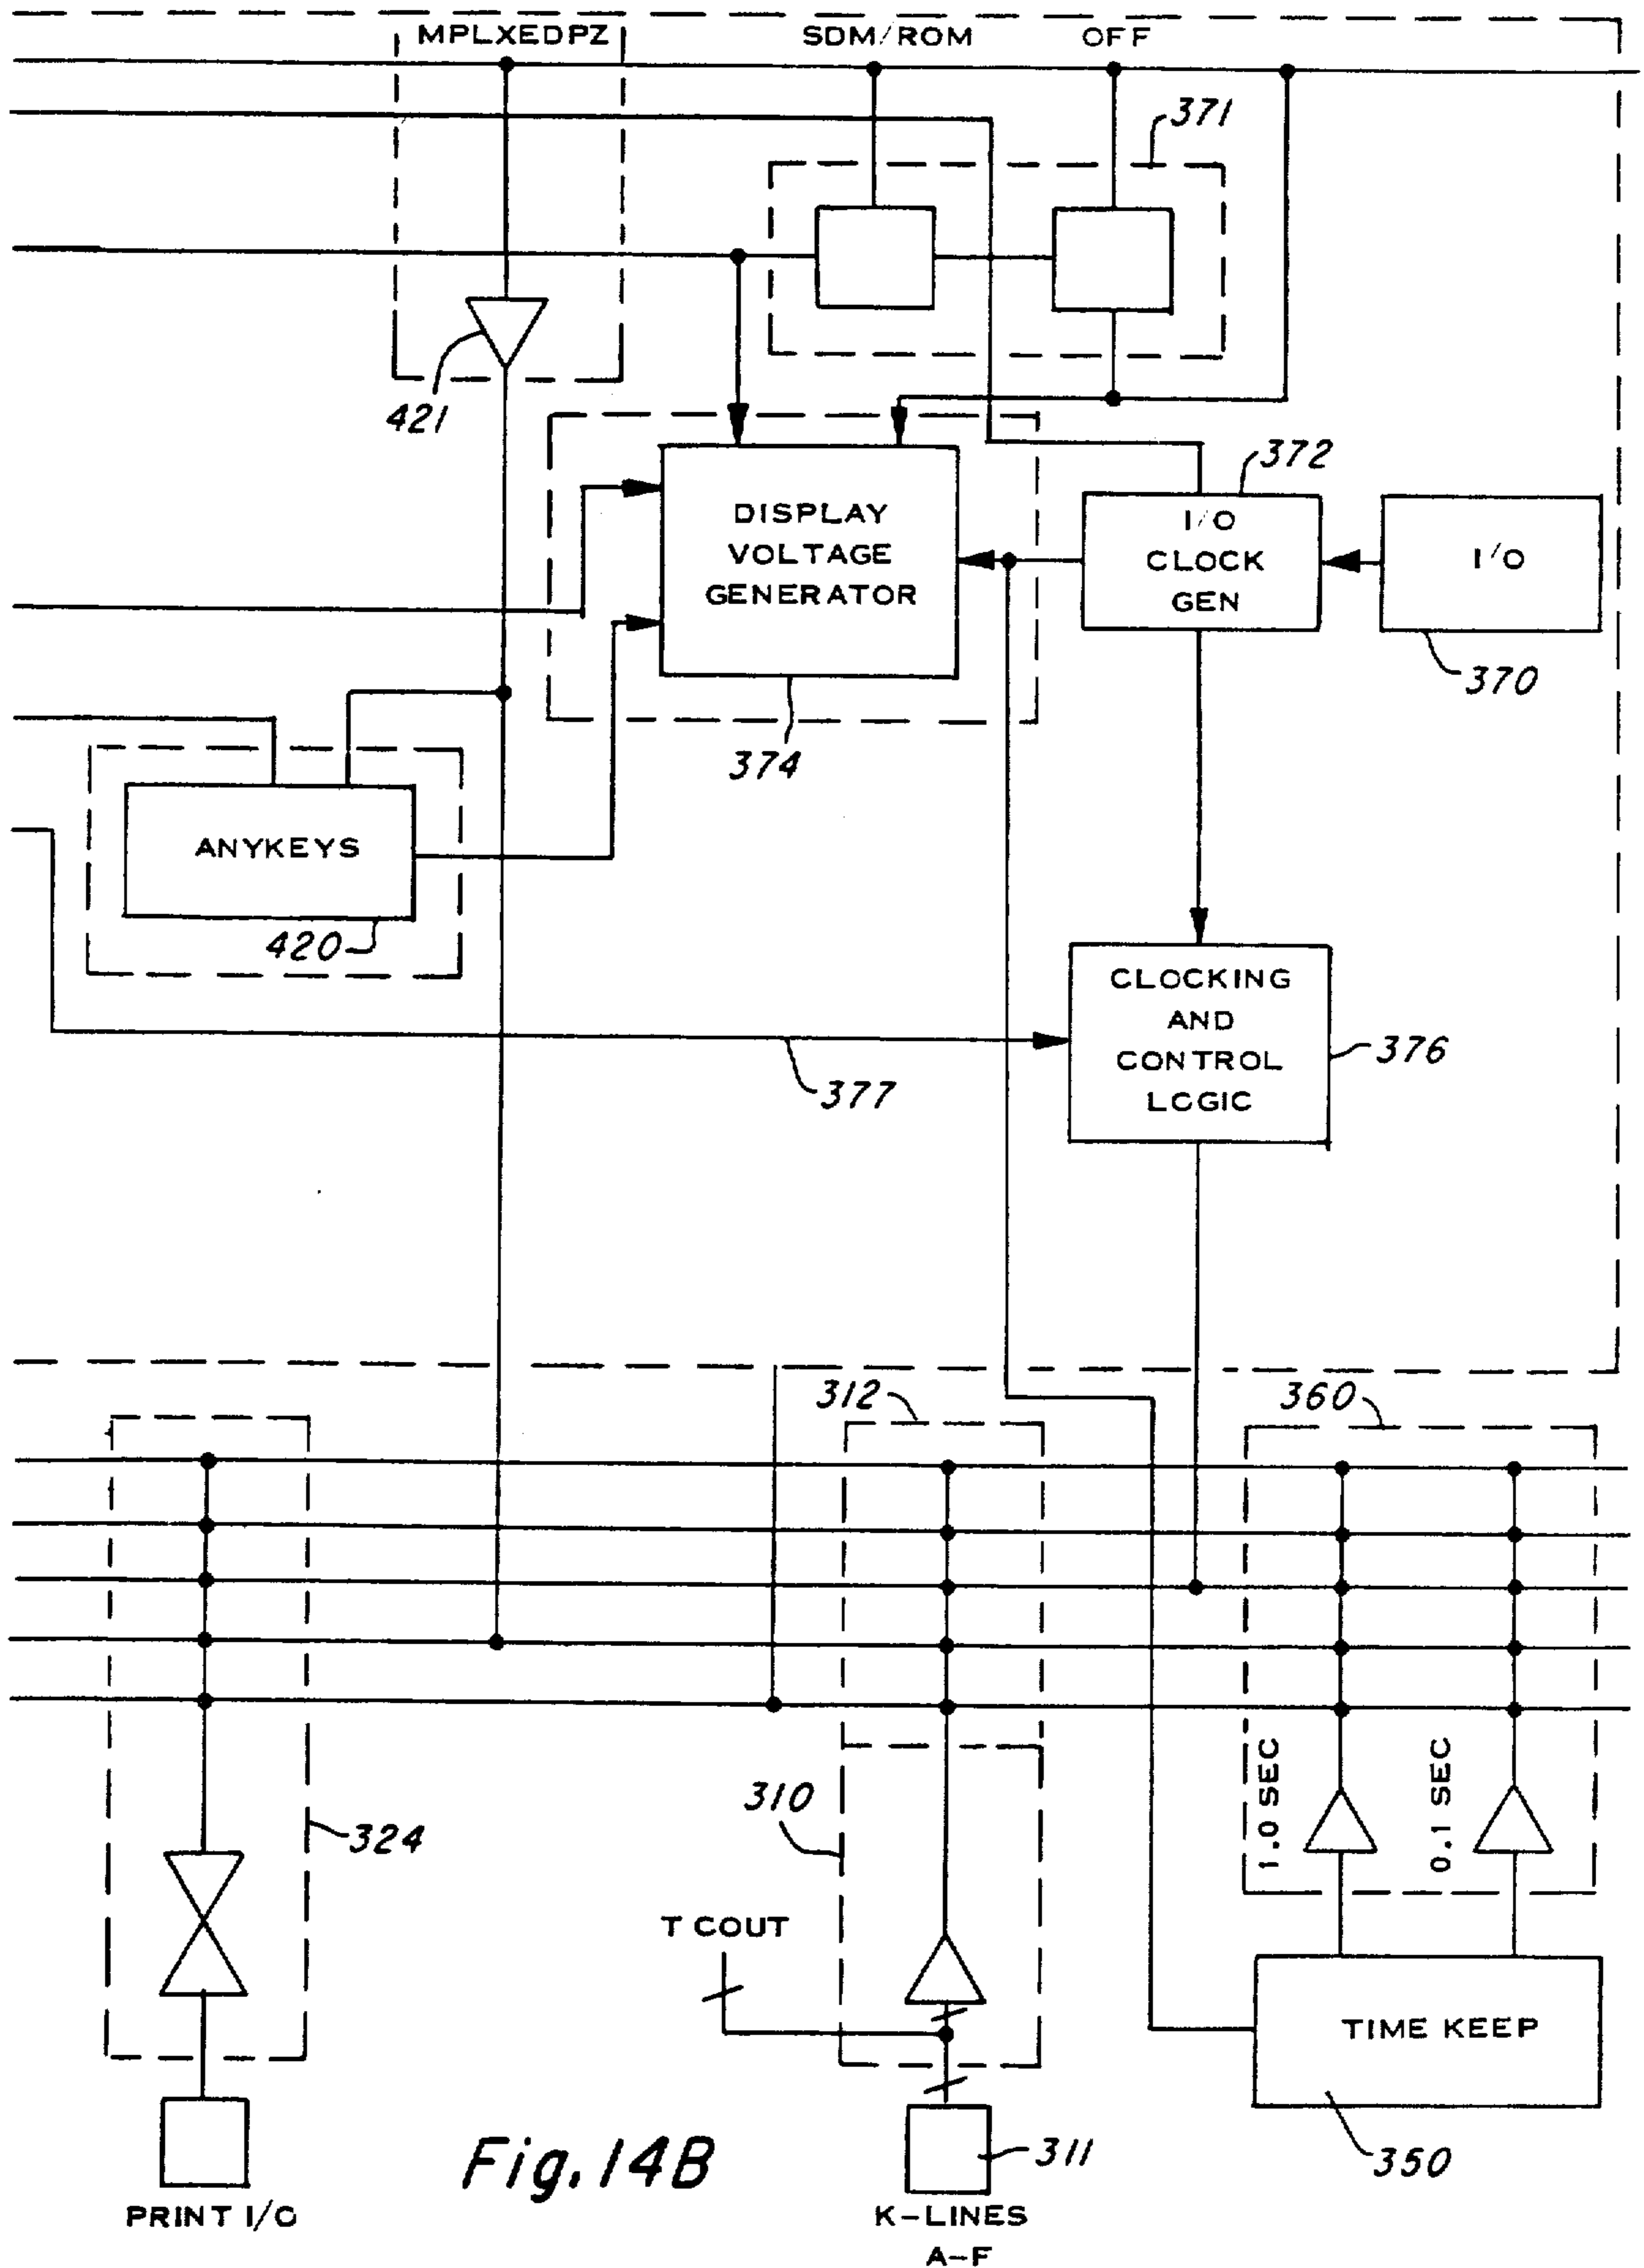 MPLXEDPZ
SDM/ROM
OFF
371
421
372
DISPLAY
VOLTAGE
GENERATOR
I/O
CLOCK
GEN
I/O
370
374
ANYKEYS
420
CLOCKING
AND
CONTROL
LOGIC
376
377
312
360
310
1.0 SEC
0.1 SEC
324
T COUT
TIME KEEP
350
311
Fig. 14B
PRINT I/O
K-LINES
A-F